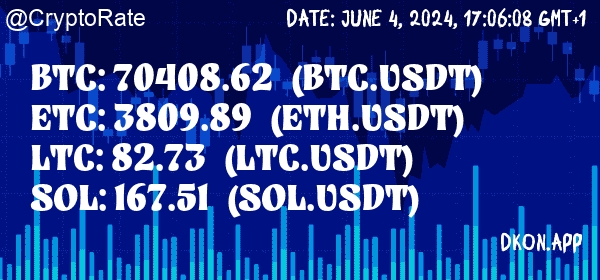 @CryptoRate
DATE: JUNE 4, 2024, 17:06:08 GMT+1
BTC: 70408.62 (BTC.USDT)
ETC: 3809.89 (ETH.USDT)
LTC: 82.73 (LTC.USDT)
SOL: 167.51 (SOL.USDT)
DKON.APP